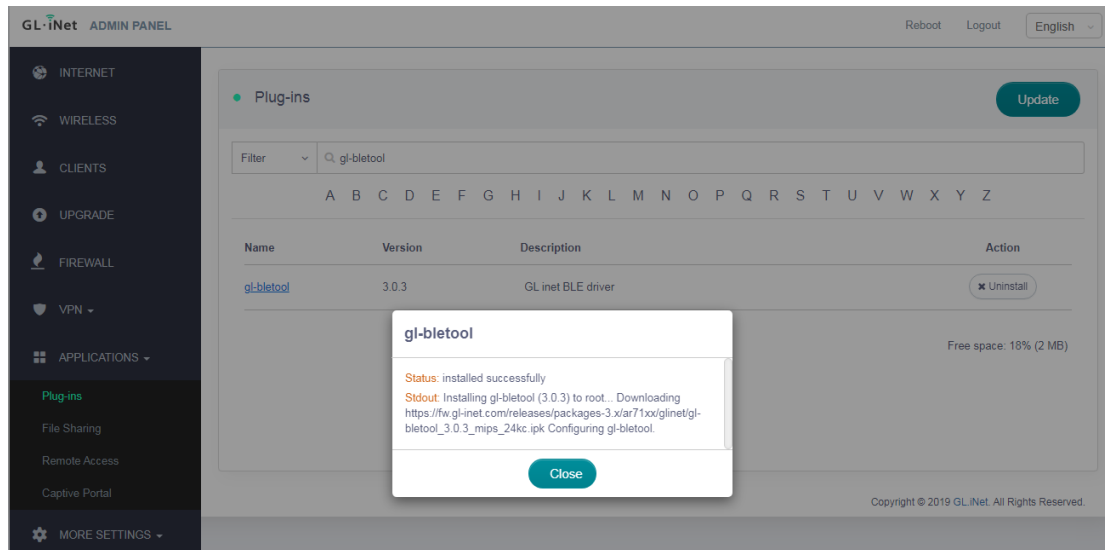 GL·iNet ADMIN PANEL
Reboot Logout English
INTERNET
WIRELESS
CLIENTS
UPGRADE
FIREWALL
VPN
APPLICATIONS
Plug-ins
File Sharing
Remote Access
Captive Portal
MORE SETTINGS
Plug-ins
Update
Filter gl-bletool
A B C D E F G H I J K L M N O P Q R S T U V W X Y Z
Name Version Description Action
gl-bletool 3.0.3 GL inet BLE driver Uninstall
Free space: 18% (2 MB)
gl-bletool
Status: installed successfully
Stdout: Installing gl-bletool (3.0.3) to root... Downloading
https://fw.gl-inet.com/releases/packages-3.x/ar71xx/glinet/gl-
bletool_3.0.3_mips_24kc.ipk Configuring gl-bletool.
Close
Copyright © 2019 GL.iNet. All Rights Reserved.